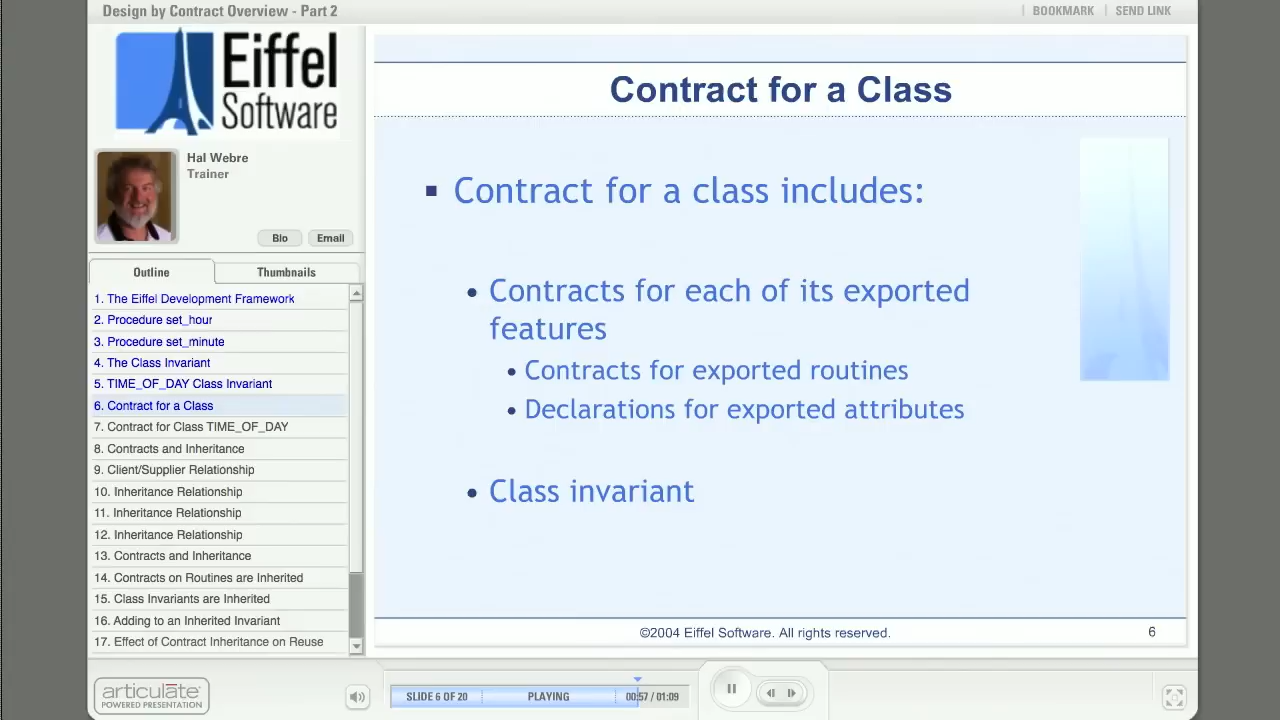 Design by Contract Overview - Part 2
BOOKMARK
SEND LINK
Eiffel
Software
Hal Webre
Trainer
Bio
Email
Outline
Thumbnails
1. The Eiffel Development Framework
2. Procedure set_hour
3. Procedure set_minute
4. The Class Invariant
5. TIME_OF_DAY Class Invariant
6. Contract for a Class
7. Contract for Class TIME_OF_DAY
8. Contracts and Inheritance
9. Client/Supplier Relationship
10. Inheritance Relationship
11. Inheritance Relationship
12. Inheritance Relationship
13. Contracts and Inheritance
14. Contracts on Routines are Inherited
15. Class Invariants are Inherited
16. Adding to an Inherited Invariant
17. Effect of Contract Inheritance on Reuse
Contract for a Class
Contract for a class includes:
Contracts for each of its exported
features
Contracts for exported routines
Declarations for exported attributes
Class invariant
©2004 Eiffel Software. All rights reserved.
6
articulate
POWERED PRESENTATION
SLIDE 6 OF 20
PLAYING
00:57 / 01:09